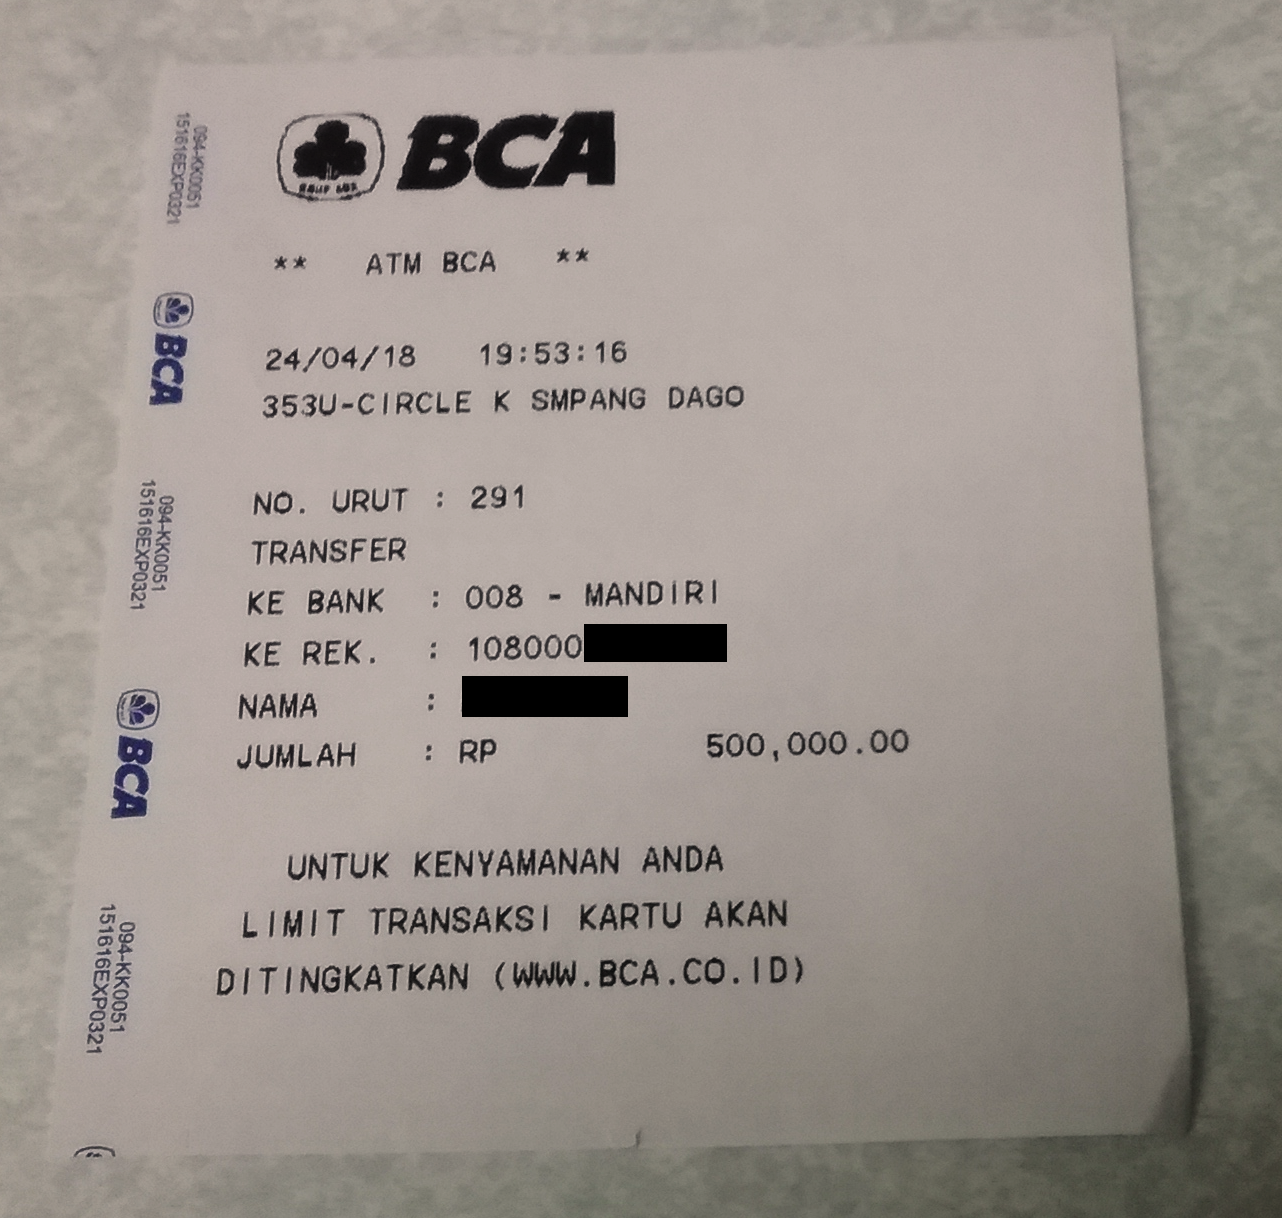 BCA
** ATM BCA **
24/04/18 19:53:16
353U-CIRCLE K SMPANG DAGO
NO. URUT : 291
TRANSFER
KE BANK : 008 - MANDIRI
KE REK. : 108000
NAMA :
JUMLAH : RP 500,000.00
UNTUK KENYAMANAN ANDA
LIMIT TRANSAKSI KARTU AKAN
DITINGKATKAN (WWW.BCA.CO.ID)
094-KK0051
151616EXP0321
BCA
094-KK0051
151616EXP0321
BCA
094-KK0051
151616EXP0321